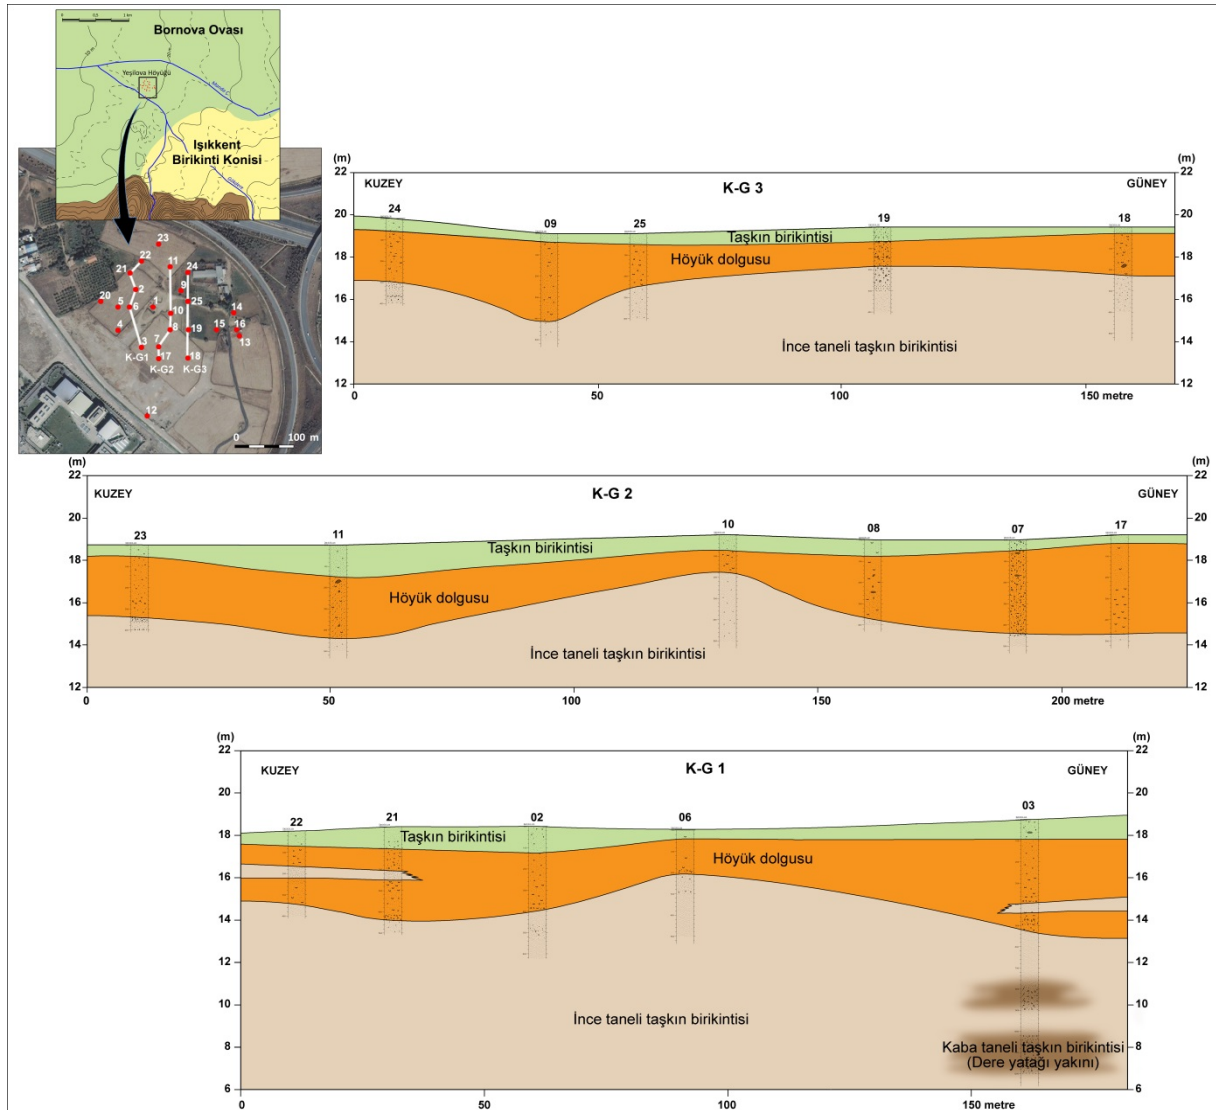 0 0,5 1 km
Bornova Ovası
Yeşilova Höyüğü
Işıkkent
Birikinti Konisi
23
22
11
21
24
2
9
20
5
6
1
25
10
14
4
8
19
15
16
7
13
3
K-G1
17
K-G2
18
K-G3
12
0 100 m
(m) (m)
22 22
KUZEY K-G 3 GÜNEY
20 20
24 09 25 19 18
Taşkın birikintisi
18 18
Höyük dolgusu
16 16
İnce taneli taşkın birikintisi
14 14
12 12
0 50 100 150 metre
(m) (m)
22 22
KUZEY K-G 2 GÜNEY
20 20
23 11 10 08 07 17
Taşkın birikintisi
18 18
Höyük dolgusu
16 16
İnce taneli taşkın birikintisi
14 14
12 12
0 50 100 150 200 metre
(m) (m)
22 22
KUZEY K-G 1 GÜNEY
20 20
22 21 02 06 03
Taşkın birikintisi
18 18
Höyük dolgusu
16 16
14 14
12 12
10 10
İnce taneli taşkın birikintisi
8 8
Kaba taneli taşkın birikintisi
(Dere yatağı yakını)
6 6
0 50 100 150 metre